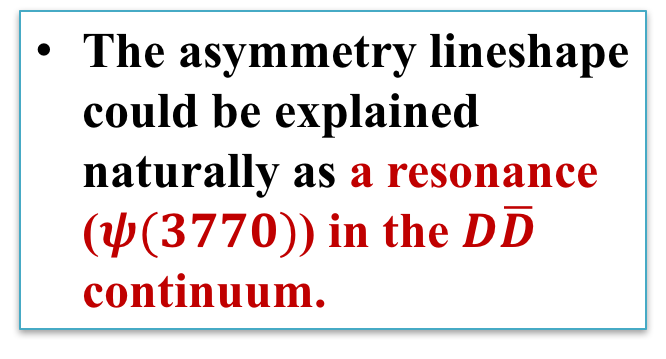 • The asymmetry lineshape
could be explained
naturally as a resonance
(𝝍(3770)) in the DD̅
continuum.